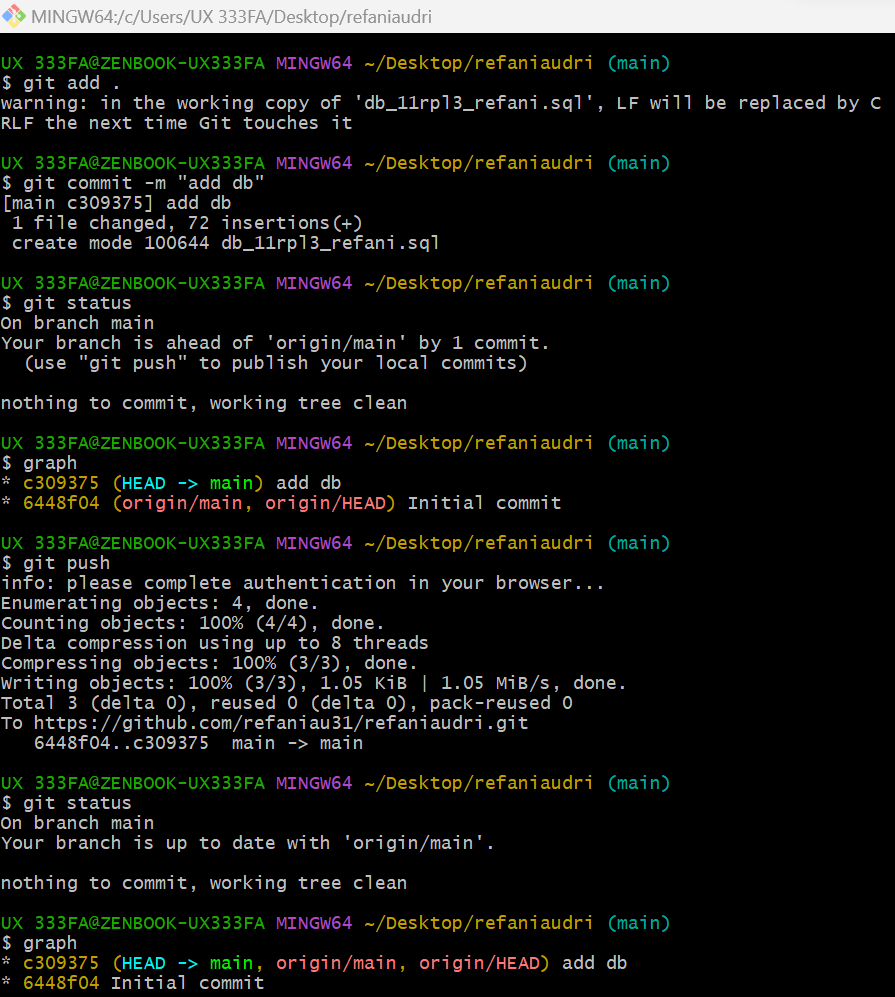 MINGW64:/c/Users/UX 333FA/Desktop/refaniaudri
UX 333FA@ZENBOOK-UX333FA MINGW64 ~/Desktop/refaniaudri (main)
$ git add .
warning: in the working copy of 'db_11rpl3_refani.sql', LF will be replaced by C
RLF the next time Git touches it
UX 333FA@ZENBOOK-UX333FA MINGW64 ~/Desktop/refaniaudri (main)
$ git commit -m "add db"
[main c309375] add db
 1 file changed, 72 insertions(+)
 create mode 100644 db_11rpl3_refani.sql
UX 333FA@ZENBOOK-UX333FA MINGW64 ~/Desktop/refaniaudri (main)
$ git status
On branch main
Your branch is ahead of 'origin/main' by 1 commit.
  (use "git push" to publish your local commits)
nothing to commit, working tree clean
UX 333FA@ZENBOOK-UX333FA MINGW64 ~/Desktop/refaniaudri (main)
$ graph
* c309375 (HEAD -> main) add db
* 6448f04 (origin/main, origin/HEAD) Initial commit
UX 333FA@ZENBOOK-UX333FA MINGW64 ~/Desktop/refaniaudri (main)
$ git push
info: please complete authentication in your browser...
Enumerating objects: 4, done.
Counting objects: 100% (4/4), done.
Delta compression using up to 8 threads
Compressing objects: 100% (3/3), done.
Writing objects: 100% (3/3), 1.05 KiB | 1.05 MiB/s, done.
Total 3 (delta 0), reused 0 (delta 0), pack-reused 0
To https://github.com/refaniau31/refaniaudri.git
   6448f04..c309375  main -> main
UX 333FA@ZENBOOK-UX333FA MINGW64 ~/Desktop/refaniaudri (main)
$ git status
On branch main
Your branch is up to date with 'origin/main'.
nothing to commit, working tree clean
UX 333FA@ZENBOOK-UX333FA MINGW64 ~/Desktop/refaniaudri (main)
$ graph
* c309375 (HEAD -> main, origin/main, origin/HEAD) add db
* 6448f04 Initial commit